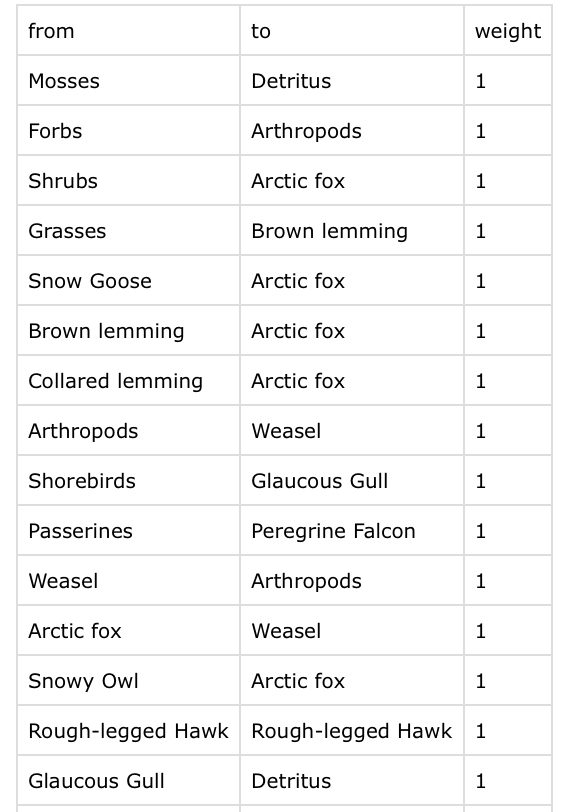 from to weight
Mosses Detritus 1
Forbs Arthropods 1
Shrubs Arctic fox 1
Grasses Brown lemming 1
Snow Goose Arctic fox 1
Brown lemming Arctic fox 1
Collared lemming Arctic fox 1
Arthropods Weasel 1
Shorebirds Glaucous Gull 1
Passerines Peregrine Falcon 1
Weasel Arthropods 1
Arctic fox Weasel 1
Snowy Owl Arctic fox 1
Rough-legged Hawk Rough-legged Hawk 1
Glaucous Gull Detritus 1